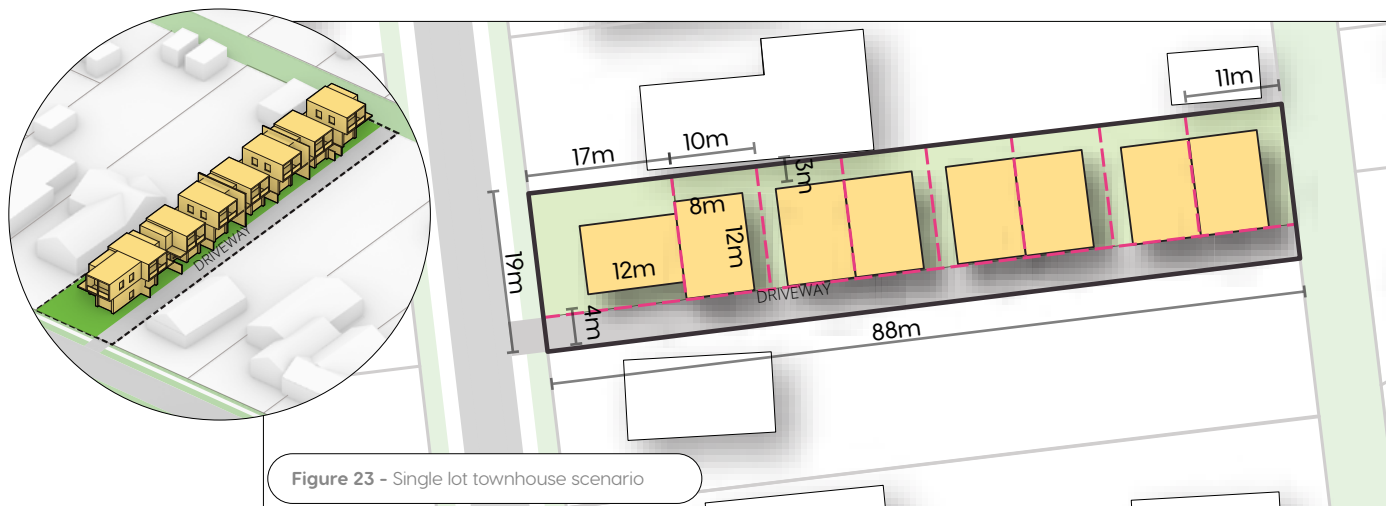 DRIVEWAY
11m
10m
17m
3m
8m
12m
12m
19m
DRIVEWAY
4m
88m
Figure 23 - Single lot townhouse scenario